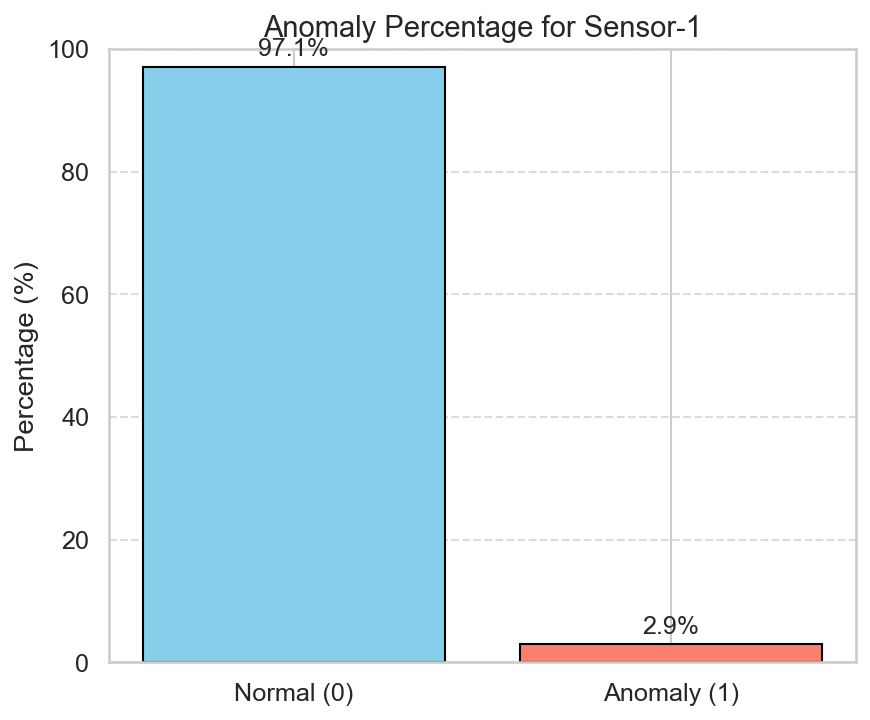 Anomaly Percentage for Sensor-1
97.1%
2.9%
100
80
60
40
20
0
Percentage (%)
Normal (0)
Anomaly (1)